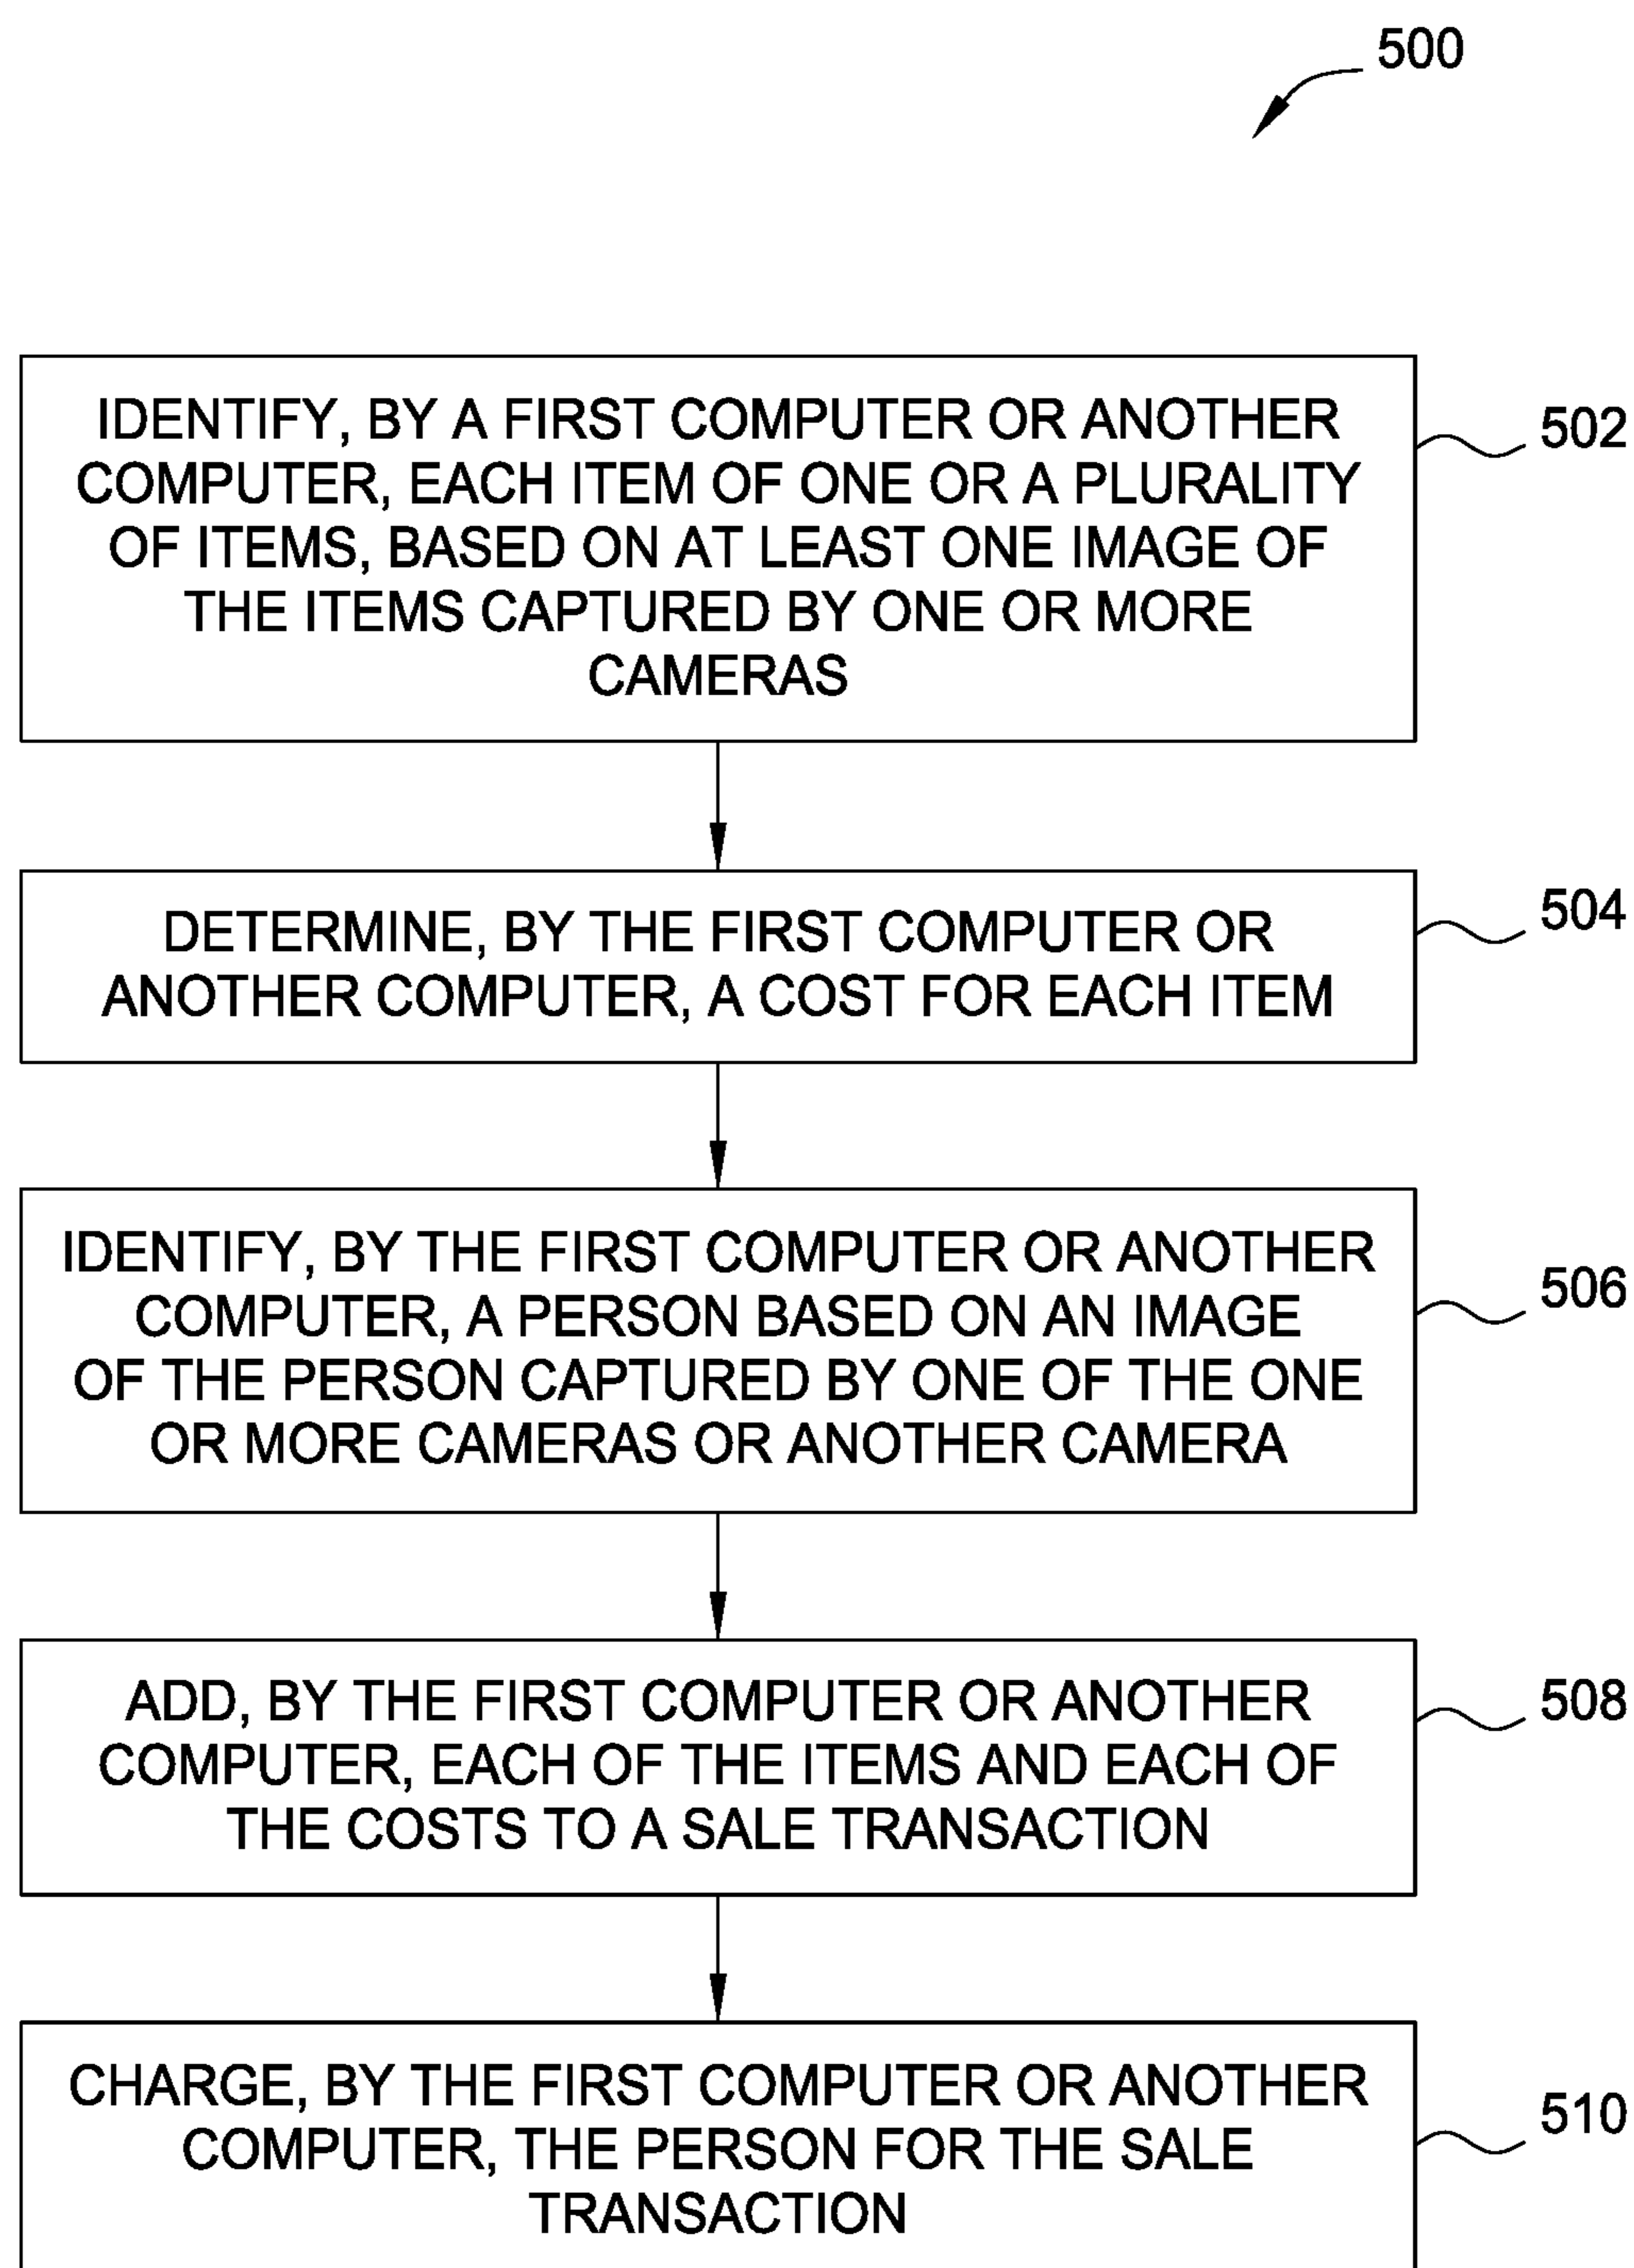 500
IDENTIFY, BY A FIRST COMPUTER OR ANOTHER
COMPUTER, EACH ITEM OF ONE OR A PLURALITY
OF ITEMS, BASED ON AT LEAST ONE IMAGE OF
THE ITEMS CAPTURED BY ONE OR MORE
CAMERAS
502
DETERMINE, BY THE FIRST COMPUTER OR
ANOTHER COMPUTER, A COST FOR EACH ITEM
504
IDENTIFY, BY THE FIRST COMPUTER OR ANOTHER
COMPUTER, A PERSON BASED ON AN IMAGE
OF THE PERSON CAPTURED BY ONE OF THE ONE
OR MORE CAMERAS OR ANOTHER CAMERA
506
ADD, BY THE FIRST COMPUTER OR ANOTHER
COMPUTER, EACH OF THE ITEMS AND EACH OF
THE COSTS TO A SALE TRANSACTION
508
CHARGE, BY THE FIRST COMPUTER OR ANOTHER
COMPUTER, THE PERSON FOR THE SALE
TRANSACTION
510